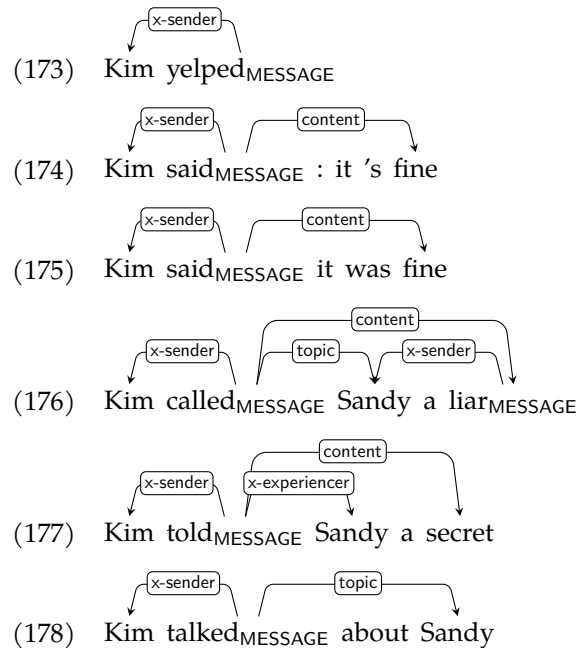 x-sender
(173) Kim yelpedMESSAGE
x-sender content
(174) Kim saidMESSAGE : it 's fine
x-sender content
(175) Kim saidMESSAGE it was fine
content
x-sender topic x-sender
(176) Kim calledMESSAGE Sandy a liarMESSAGE
content
x-sender x-experiencer
(177) Kim toldMESSAGE Sandy a secret
x-sender topic
(178) Kim talkedMESSAGE about Sandy